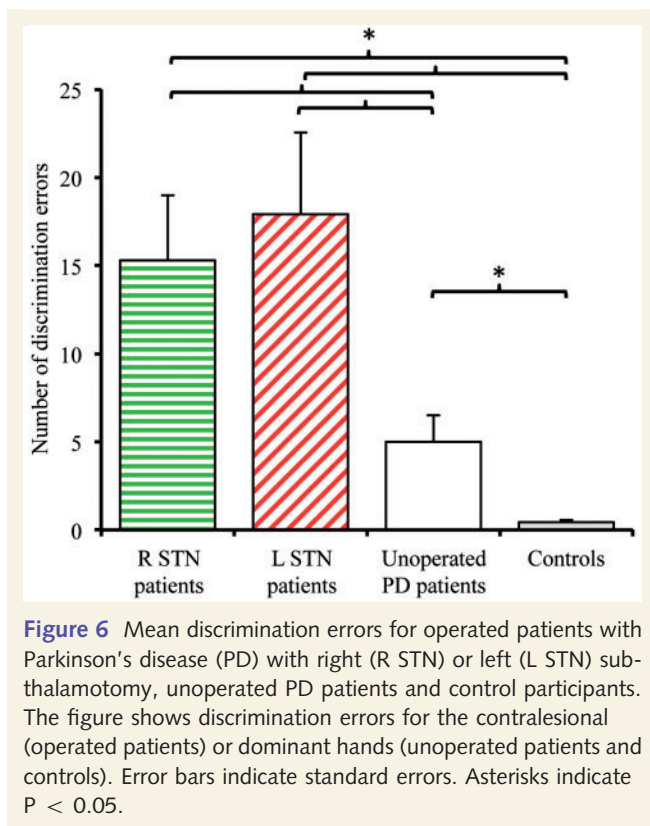 *
25
20
15
10
5
0
Number of discrimination errors
*
R STN
patients
L STN
patients
Unoperated
PD patients
Controls
Figure 6 Mean discrimination errors for operated patients with
Parkinson's disease (PD) with right (R STN) or left (L STN) sub-
thalamotomy, unoperated PD patients and control participants.
The figure shows discrimination errors for the contralesional
(operated patients) or dominant hands (unoperated patients and
controls). Error bars indicate standard errors. Asterisks indicate
P < 0.05.